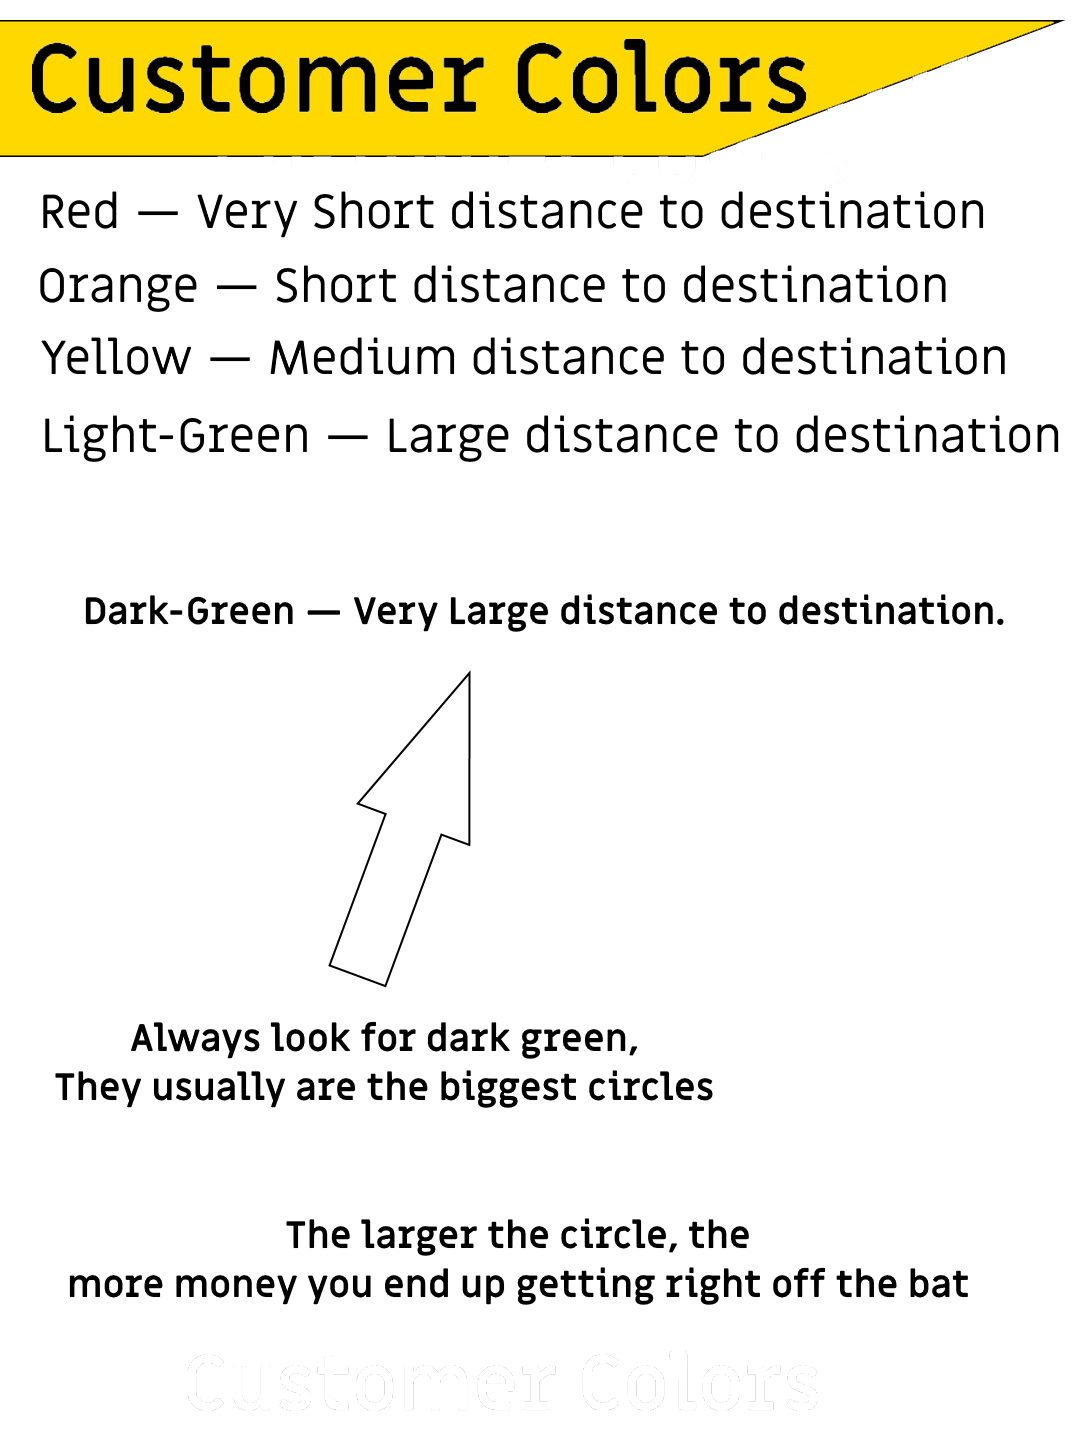 Customer Colors
Red — Very Short distance to destination
Orange — Short distance to destination
Yellow — Medium distance to destination
Light-Green — Large distance to destination
Dark-Green — Very Large distance to destination.
Always look for dark green,
They usually are the biggest circles
The larger the circle, the
more money you end up getting right off the bat
Customer Colors